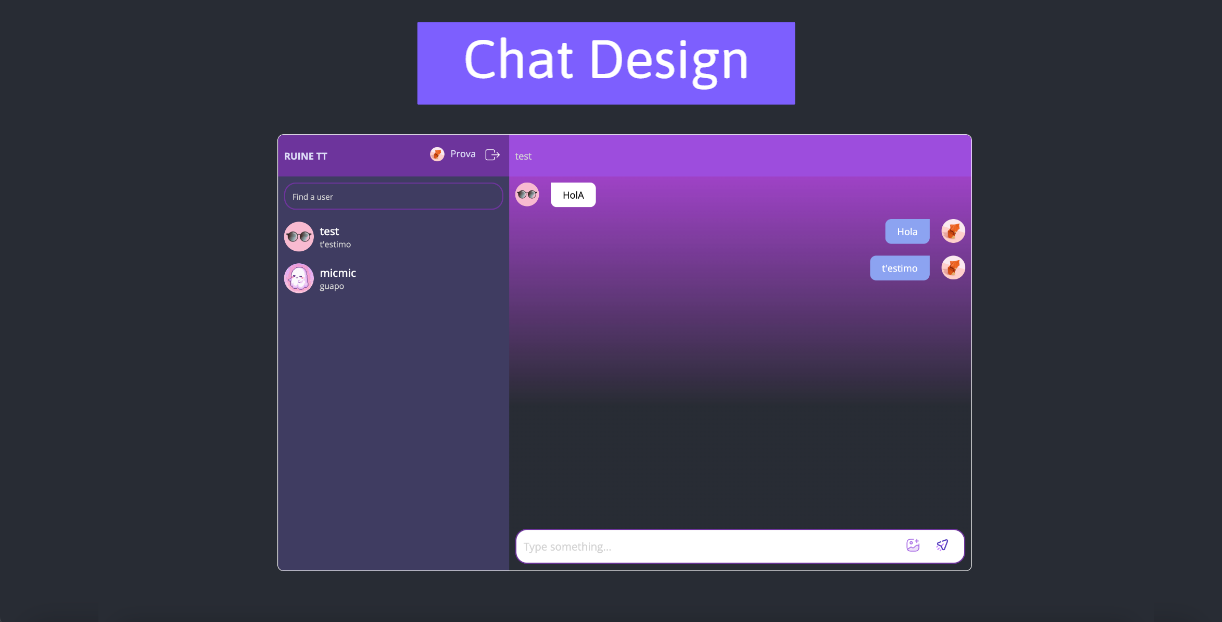 Chat Design
RUINE TT
Prova
test
Find a user
test
t'estimo
micmic
guapo
HolA
Hola
t'estimo
Type something...